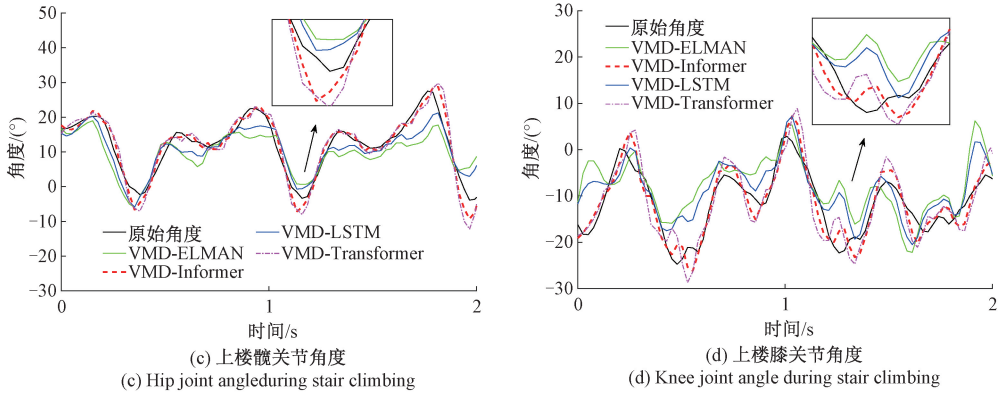 50
40
30
20
10
0
−10
−20
−30
角度/(°)
原始角度
VMD-ELMAN
VMD-Informer
VMD-LSTM
VMD-Transformer
0
1
2
时间/s
(c) 上楼髋关节角度
(c) Hip joint angleduring stair climbing
30
20
10
0
−10
−20
−30
角度/(°)
原始角度
VMD-ELMAN
VMD-Informer
VMD-LSTM
VMD-Transformer
0
1
2
时间/s
(d) 上楼膝关节角度
(d) Knee joint angle during stair climbing